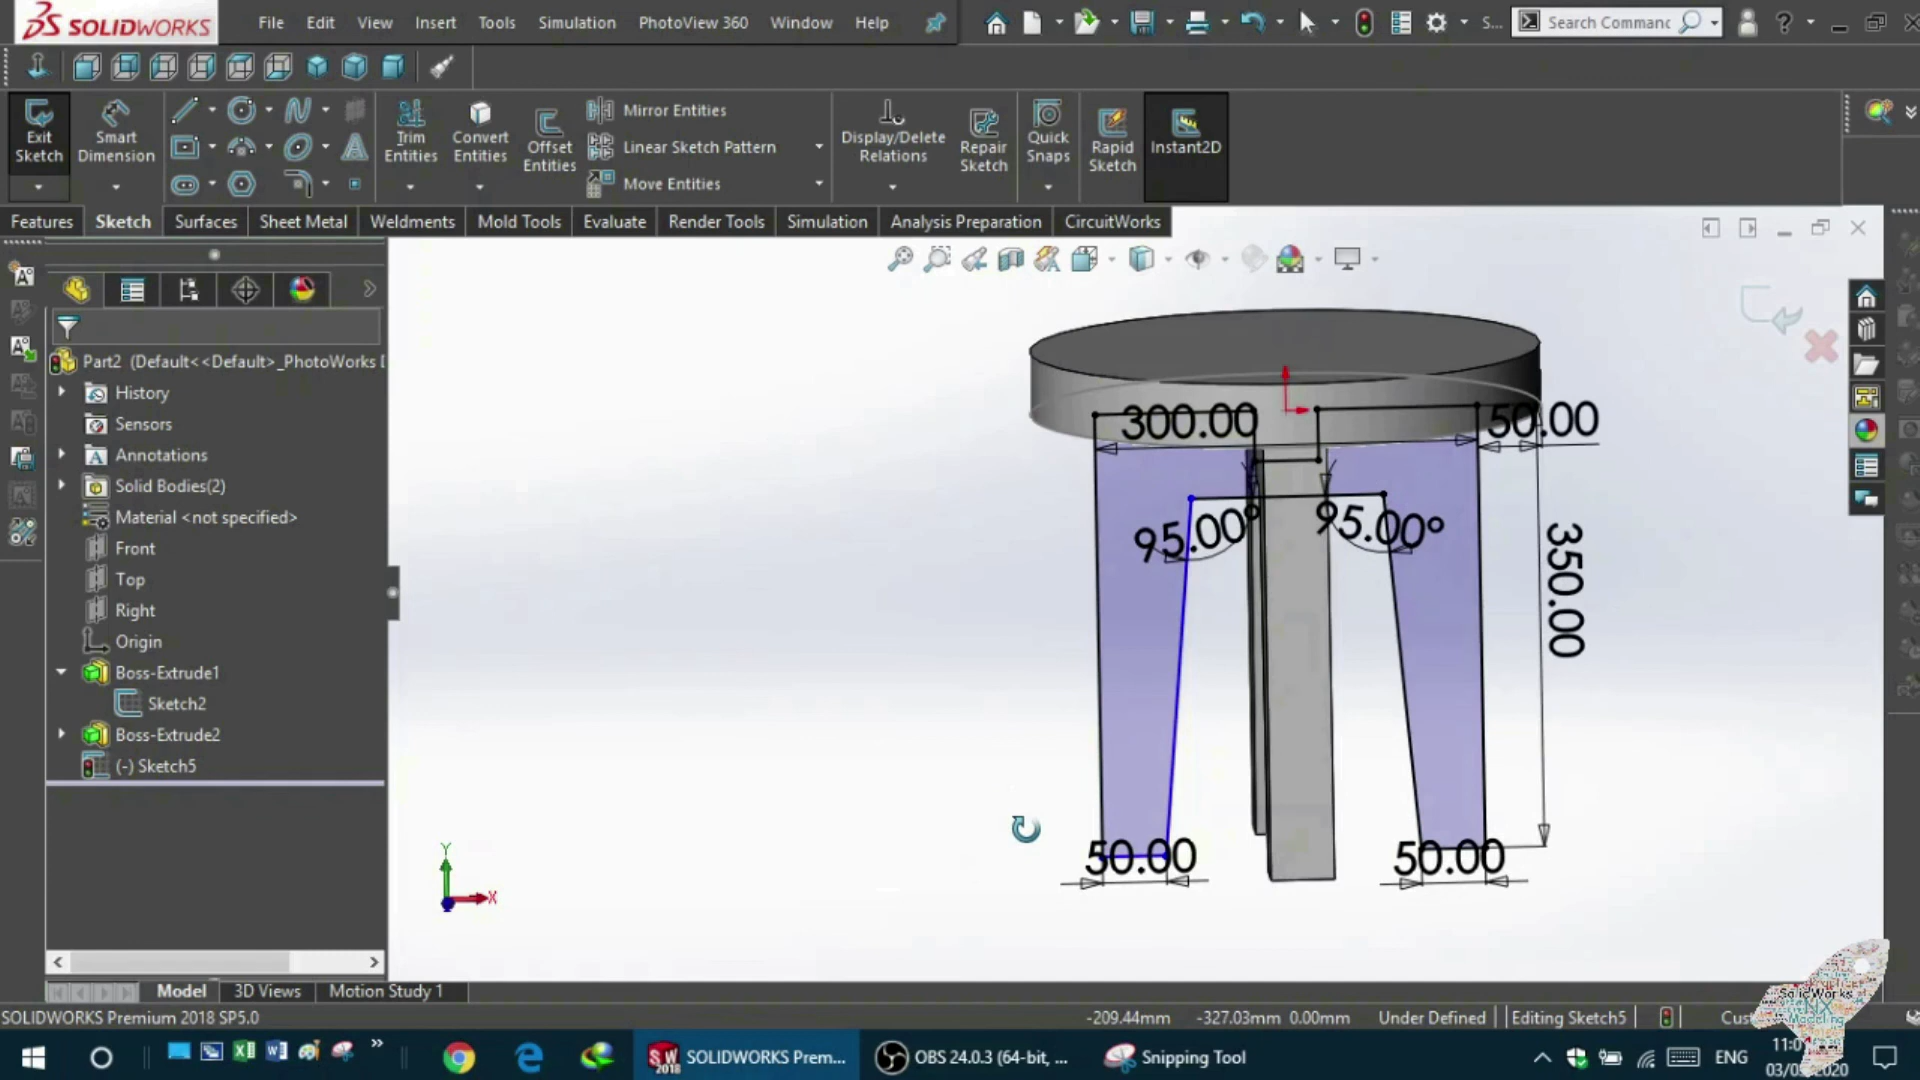 SOLIDWORKS
File Edit View Insert Tools Simulation PhotoView 360 Window Help
S...
Search Commanc
Exit Sketch
Smart Dimension
Trim Entities
Convert Entities
Offset Entities
Mirror Entities
Linear Sketch Pattern
Move Entities
Display/Delete Relations
Repair Sketch
Quick Snaps
Rapid Sketch
Instant2D
Features Sketch Surfaces Sheet Metal Weldments Mold Tools Evaluate Render Tools Simulation Analysis Preparation CircuitWorks
Part2 (Default<<Default>_PhotoWorks
History
Sensors
Annotations
Solid Bodies(2)
Material <not specified>
Front
Top
Right
Origin
Boss-Extrude1
Sketch2
Boss-Extrude2
(-) Sketch5
300.00
50.00
95.00°
95.00°
350.00
50.00
50.00
Y
X
Model 3D Views Motion Study 1
SOLIDWORKS Premium 2018 SP5.0
-209.44mm -327.03mm 0.00mm Under Defined Editing Sketch5
SolidWorks
NX
Modeling
SOLIDWORKS Prem...
OBS 24.0.3 (64-bit, ...
Snipping Tool
ENG